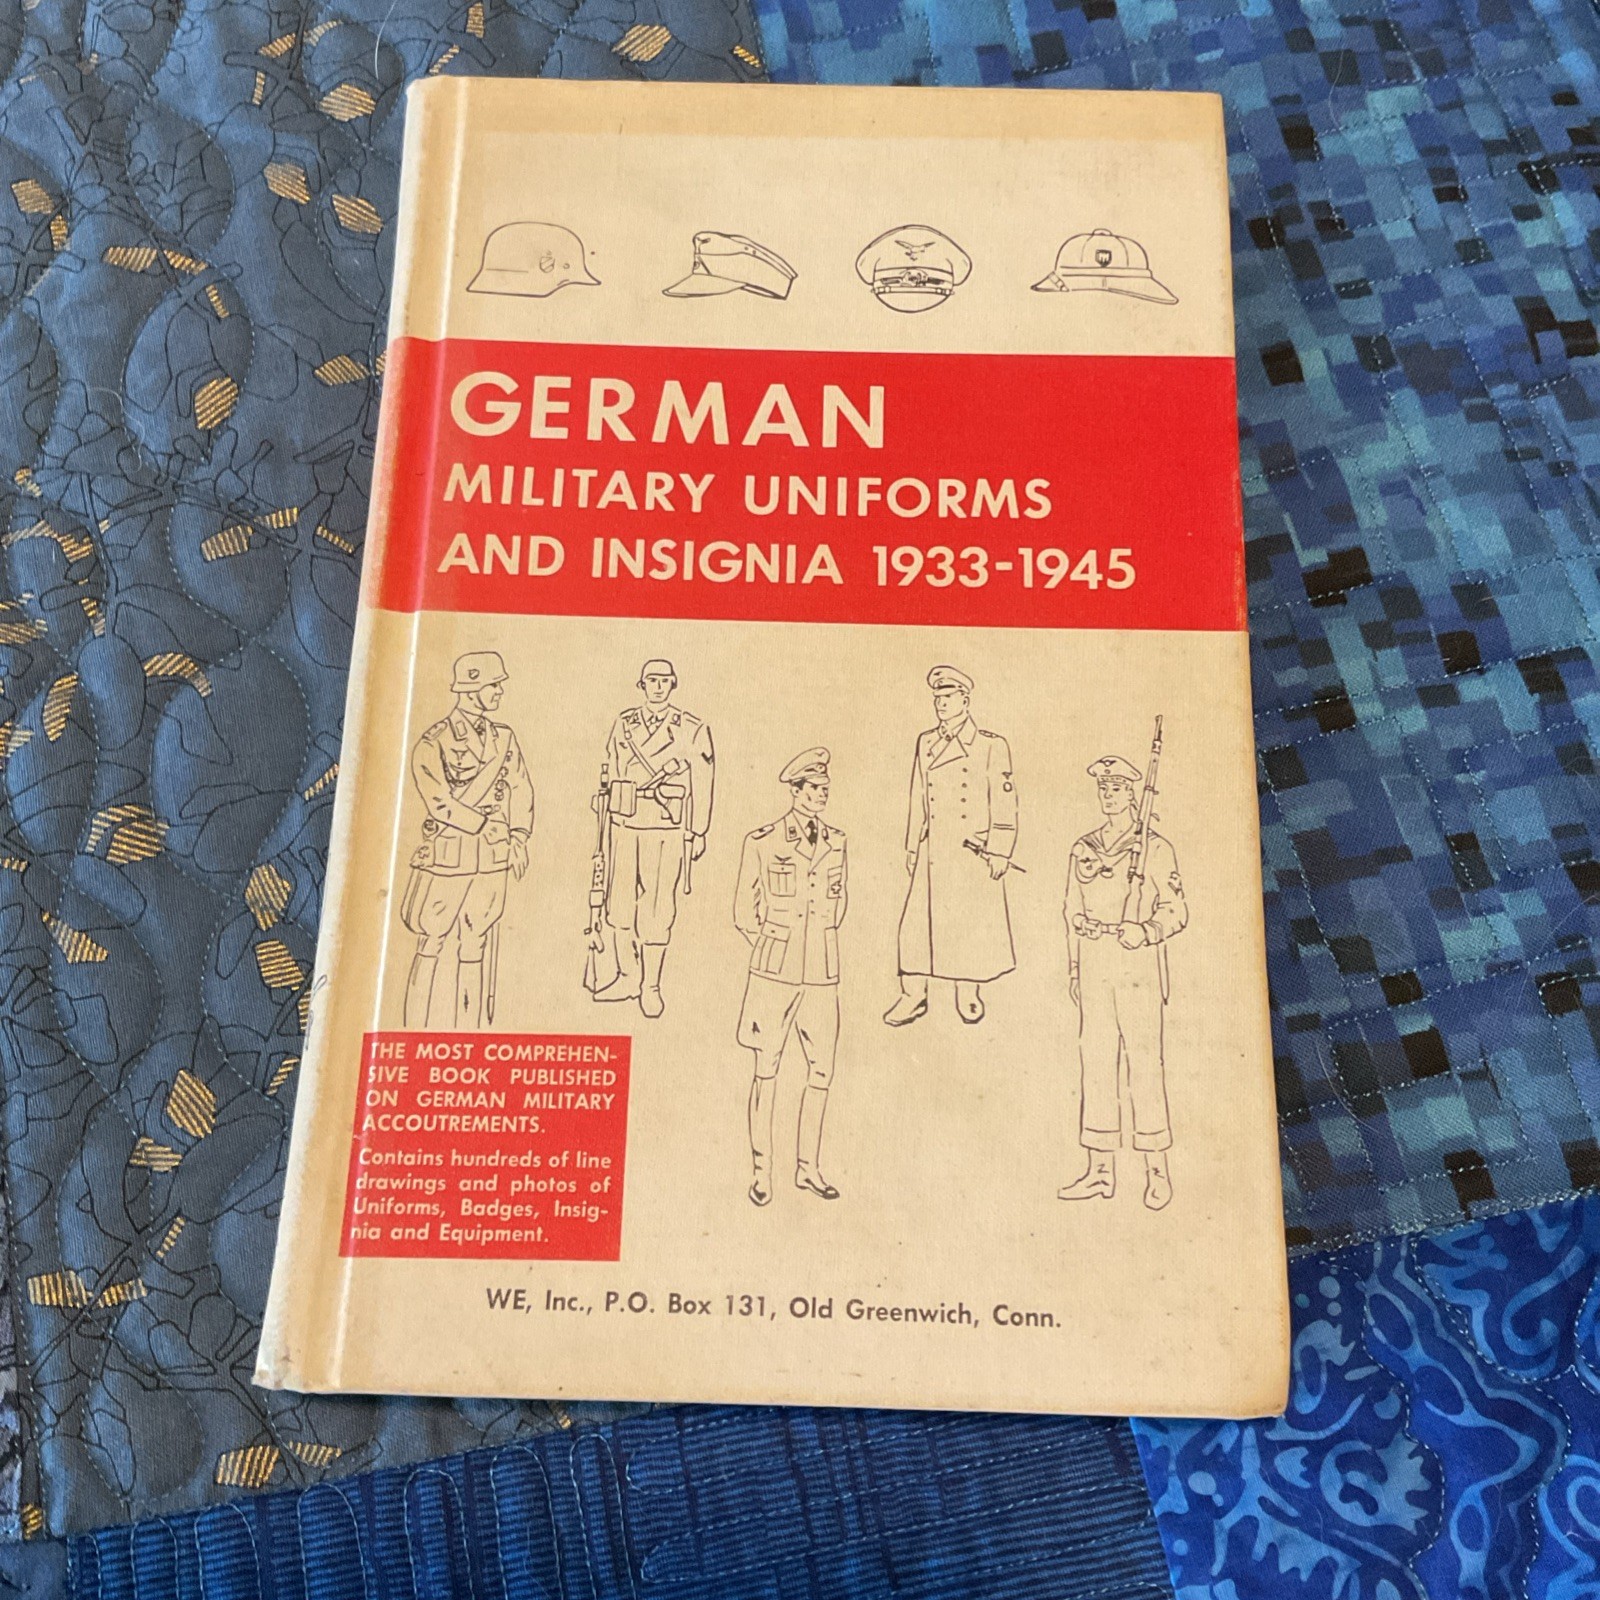 GERMAN
MILITARY UNIFORMS
AND INSIGNIA 1933-1945
THE MOST COMPREHEN-
SIVE BOOK PUBLISHED
ON GERMAN MILITARY
ACCOUTREMENTS.
Contains hundreds of line
drawings and photos of
Uniforms, Badges, Insig-
nia and Equipment.
WE, Inc., P.O. Box 131, Old Greenwich, Conn.